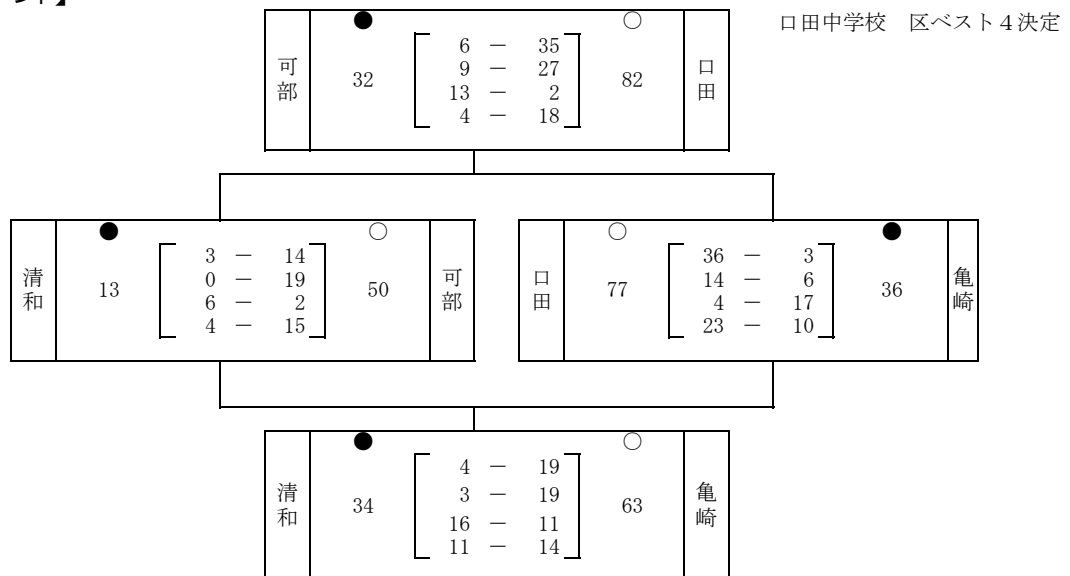 口田中学校 区ベスト4決定
● ○
可部 32 6 － 35 82 口田
9 － 27
13 － 2
4 － 18
● ○
清和 13 3 － 14 50 可部
0 － 19
6 － 2
4 － 15
○ ●
口田 77 36 － 3 36 亀崎
14 － 6
4 － 17
23 － 10
● ○
清和 34 4 － 19 63 亀崎
3 － 19
16 － 11
11 － 14